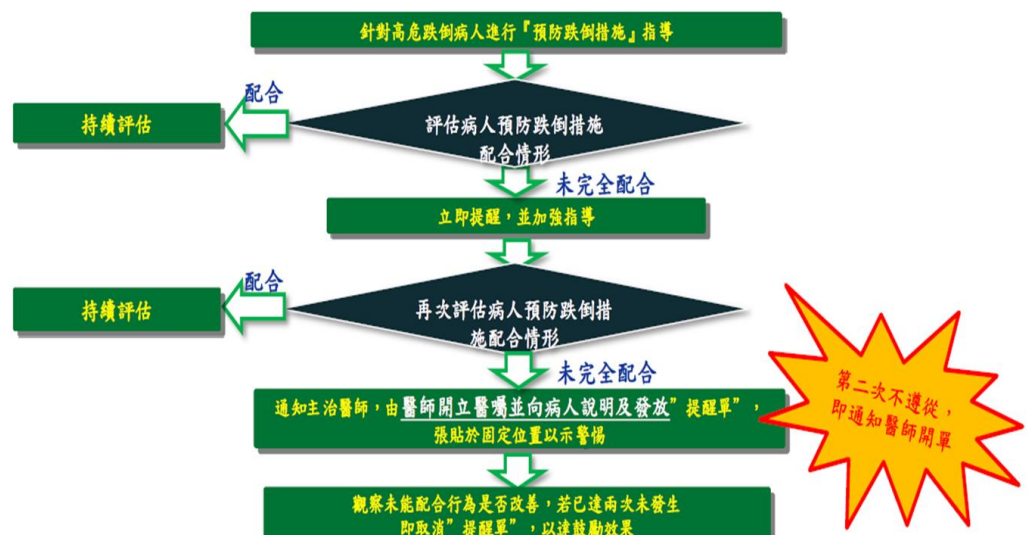 針對高危跌倒病人進行『預防跌倒措施』指導
配合
持續評估
評估病人預防跌倒措施
配合情形
未完全配合
立即提醒，並加強指導
配合
持續評估
再次評估病人預防跌倒措
施配合情形
未完全配合
通知主治醫師，由醫師開立醫囑並向病人說明及發放”提醒單”，
張貼於固定位置以示警惕
第二次不遵從，
即通知醫師開單
觀察未能配合行為是否改善，若已達兩次未發生
即取消”提醒單”，以達鼓勵效果